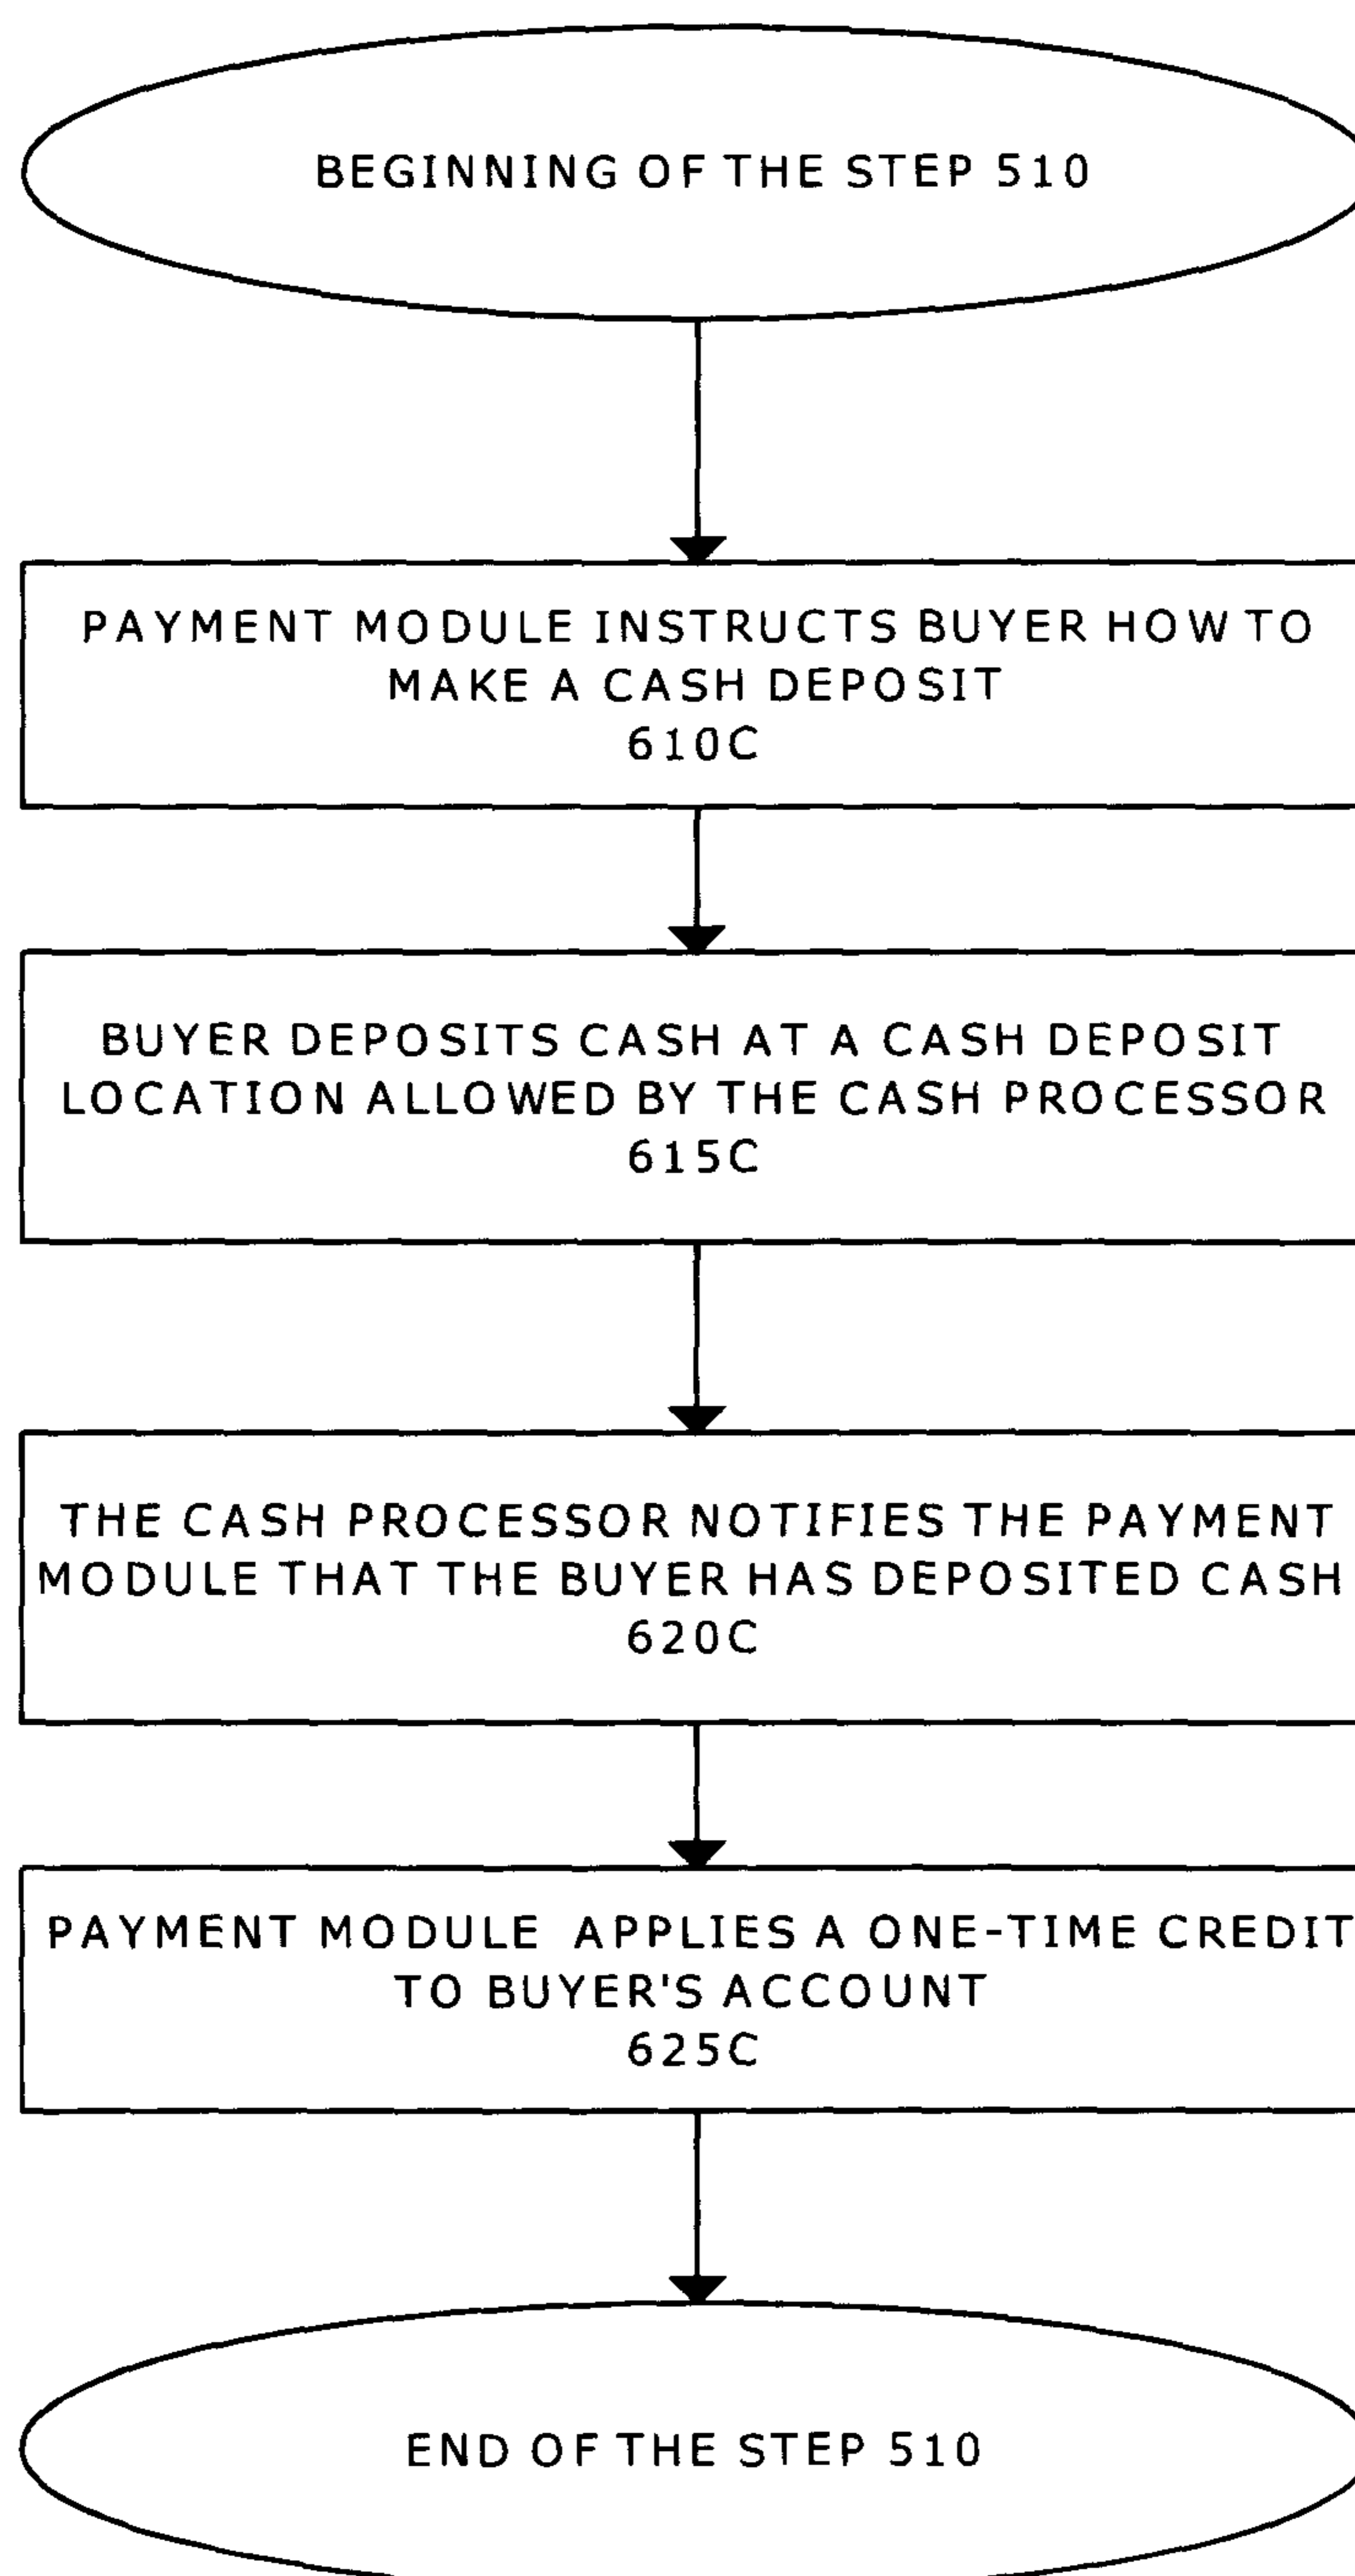 BEGINNING OF THE STEP 510
PAYMENT MODULE INSTRUCTS BUYER HOW TO
MAKE A CASH DEPOSIT
610C
BUYER DEPOSITS CASH AT A CASH DEPOSIT
LOCATION ALLOWED BY THE CASH PROCESSOR
615C
THE CASH PROCESSOR NOTIFIES THE PAYMENT
MODULE THAT THE BUYER HAS DEPOSITED CASH
620C
PAYMENT MODULE APPLIES A ONE-TIME CREDIT
TO BUYER'S ACCOUNT
625C
END OF THE STEP 510